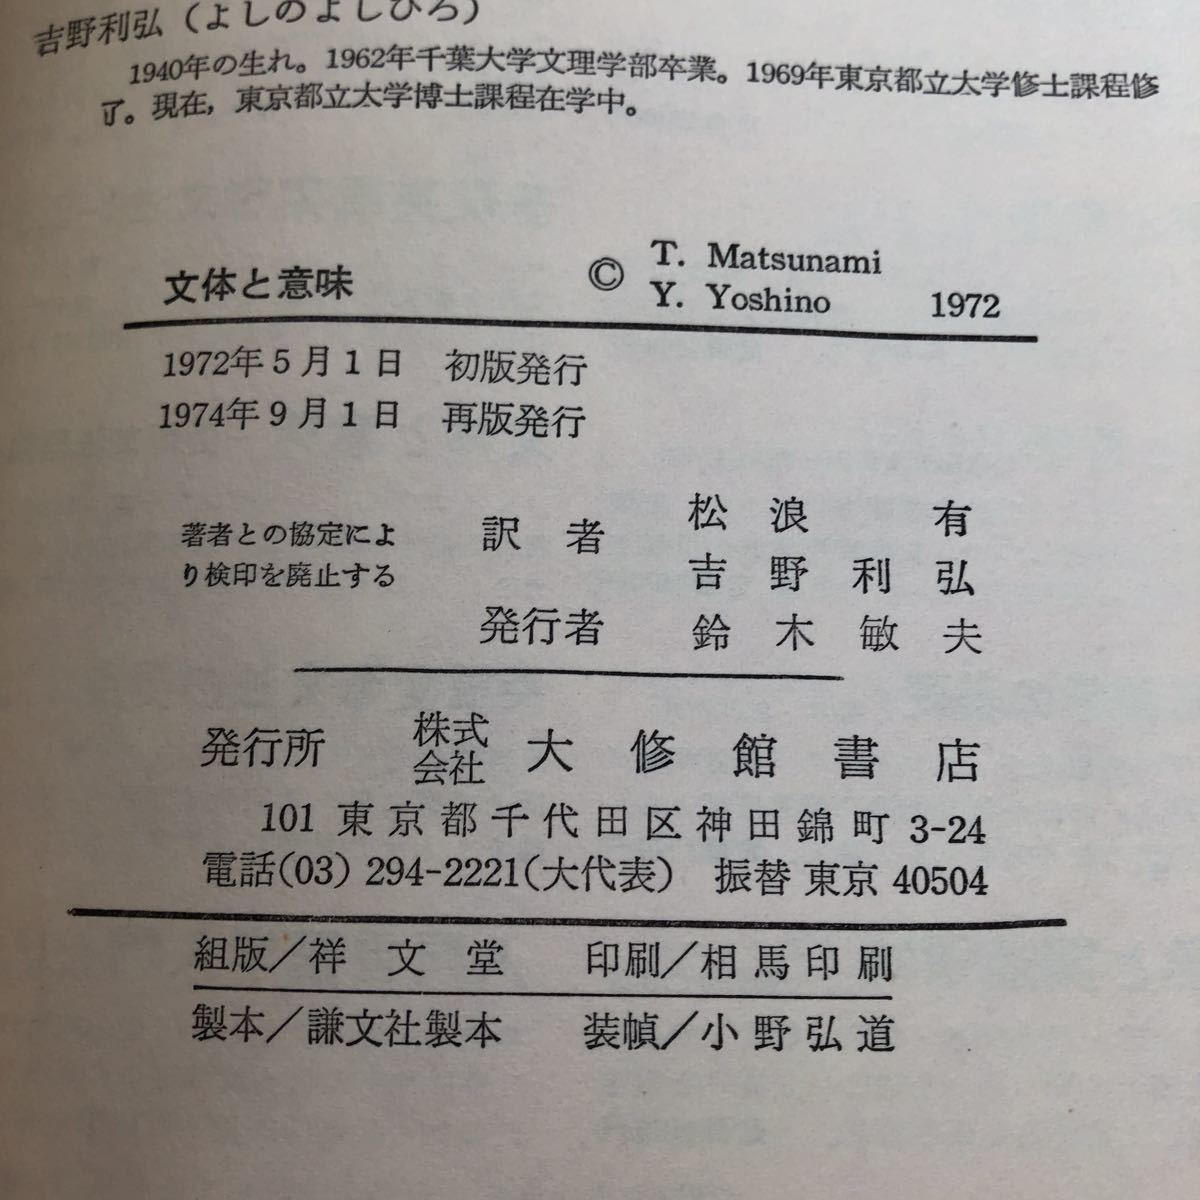 吉野利弘(よしのよしひろ)
1940年の生れ。1962年千葉大学文理学部卒業。1969年東京都立大学修士課程修
了。現在,東京都立大学博士課程在学中。
文体と意味 © T. Matsunami
Y. Yoshino 1972
1972年5月1日 初版発行
1974年9月1日 再版発行
著者との協定によ
り検印を廃止する
訳者 松浪有
吉野利弘
発行者 鈴木敏夫
発行所 株式会社 大修館書店
101 東京都千代田区神田錦町 3-24
電話(03) 294-2221(大代表) 振替 東京 40504
組版/祥文堂 印刷/相馬印刷
製本/謙文社製本 装幀/小野弘道